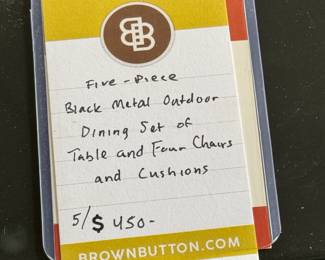 BB
Five-Piece
Black Metal Outdoor
Dining Set of
Table and Four Chairs
and Cushions
5/$ 450-
BROWNBUTTON.COM